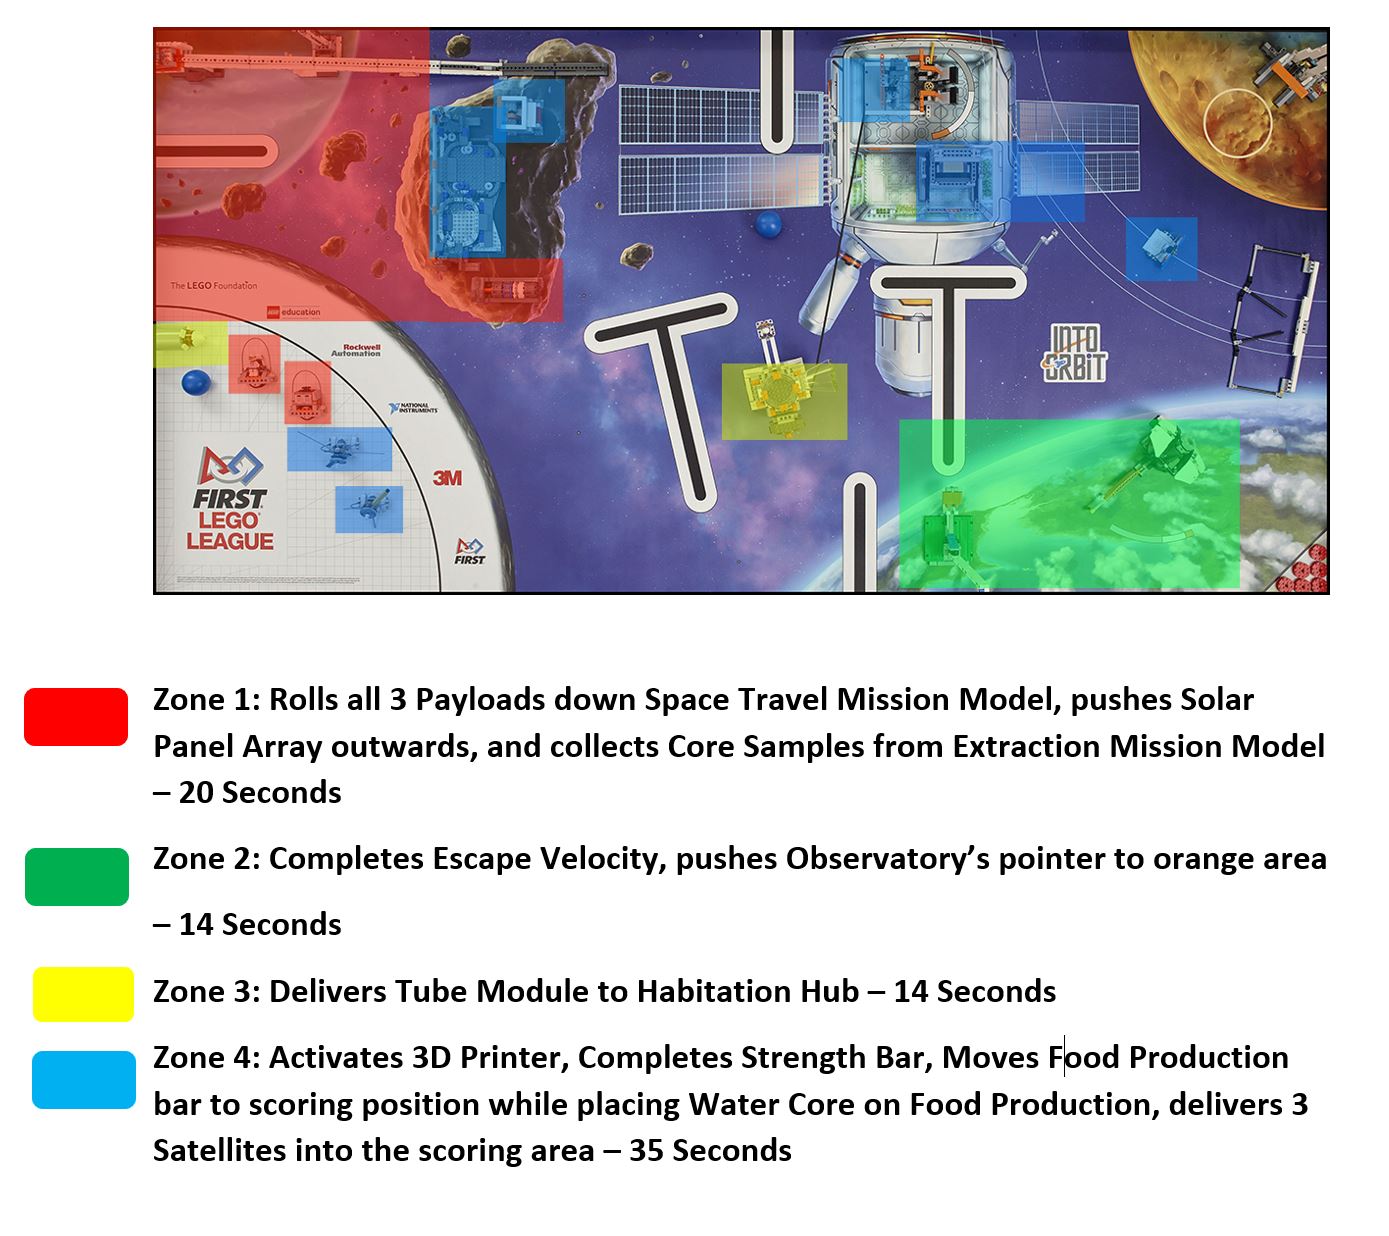 The LEGO Foundation
education
Rockwell
Automation
NATIONAL
INSTRUMENTS
3M
FIRST
LEGO
LEAGUE
FIRST
INTO
ORBIT
Zone 1: Rolls all 3 Payloads down Space Travel Mission Model, pushes Solar
Panel Array outwards, and collects Core Samples from Extraction Mission Model
– 20 Seconds
Zone 2: Completes Escape Velocity, pushes Observatory’s pointer to orange area
– 14 Seconds
Zone 3: Delivers Tube Module to Habitation Hub – 14 Seconds
Zone 4: Activates 3D Printer, Completes Strength Bar, Moves Food Production
bar to scoring position while placing Water Core on Food Production, delivers 3
Satellites into the scoring area – 35 Seconds